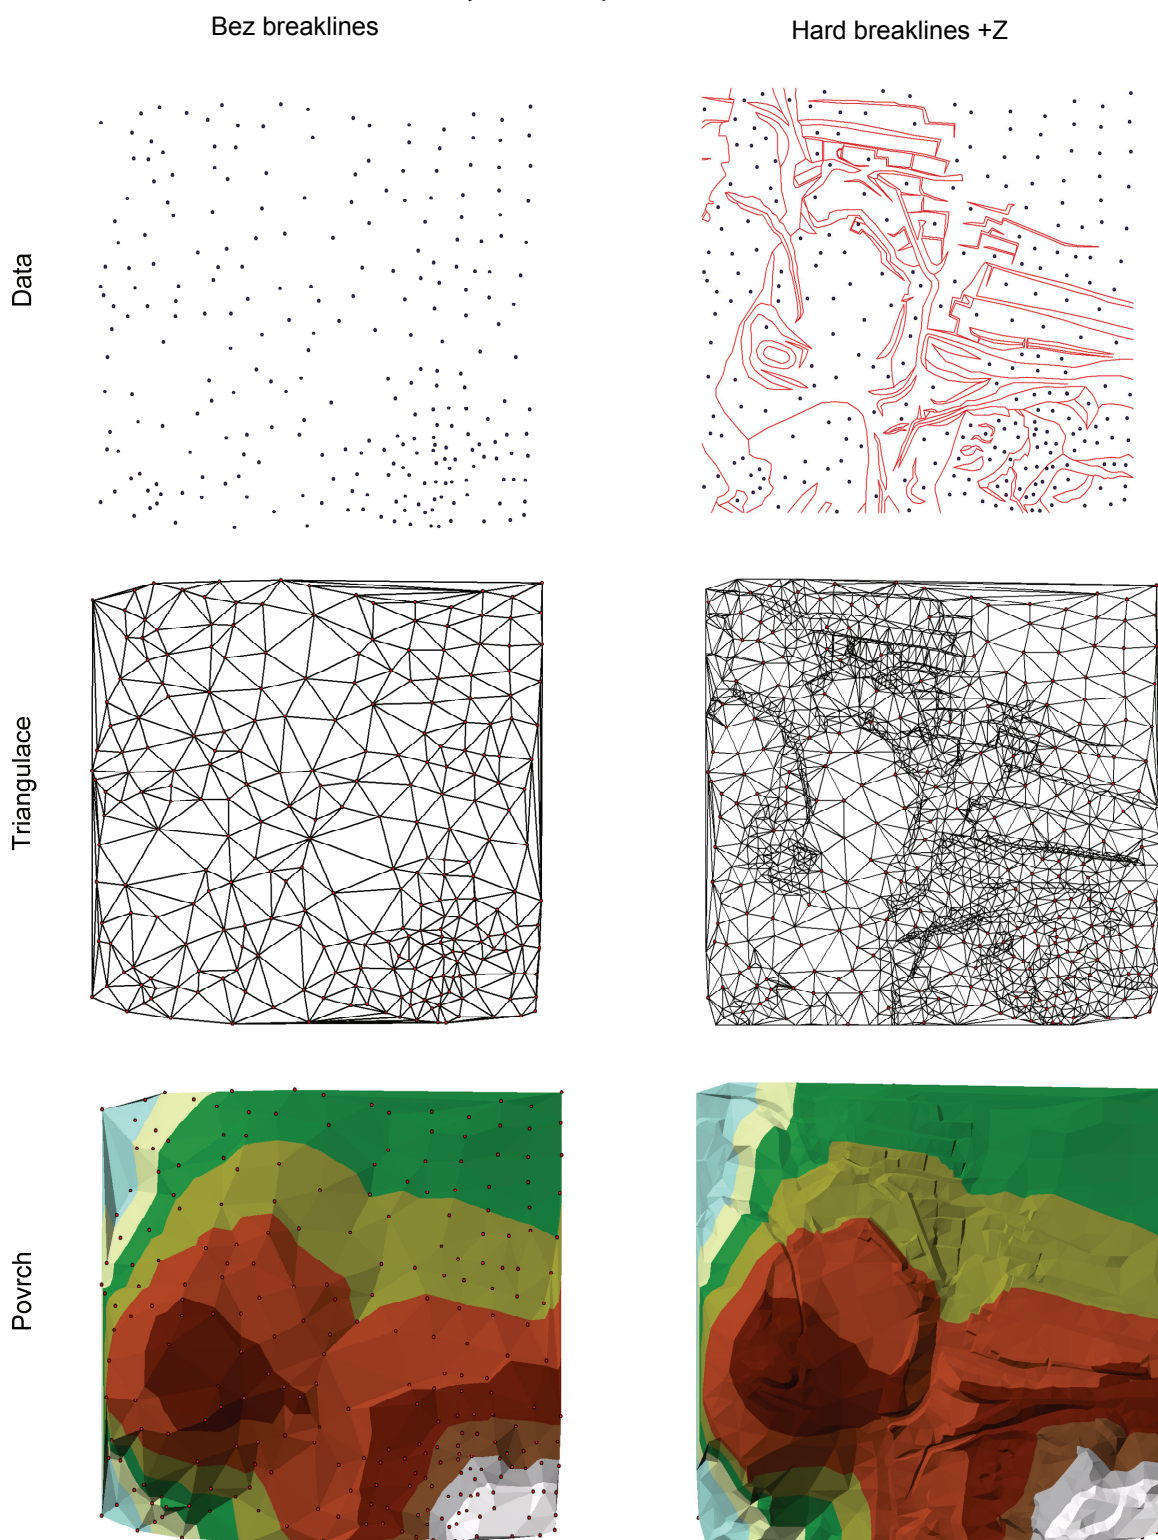 Bez breaklines
Hard breaklines +Z
Data
Triangulace
Povrch